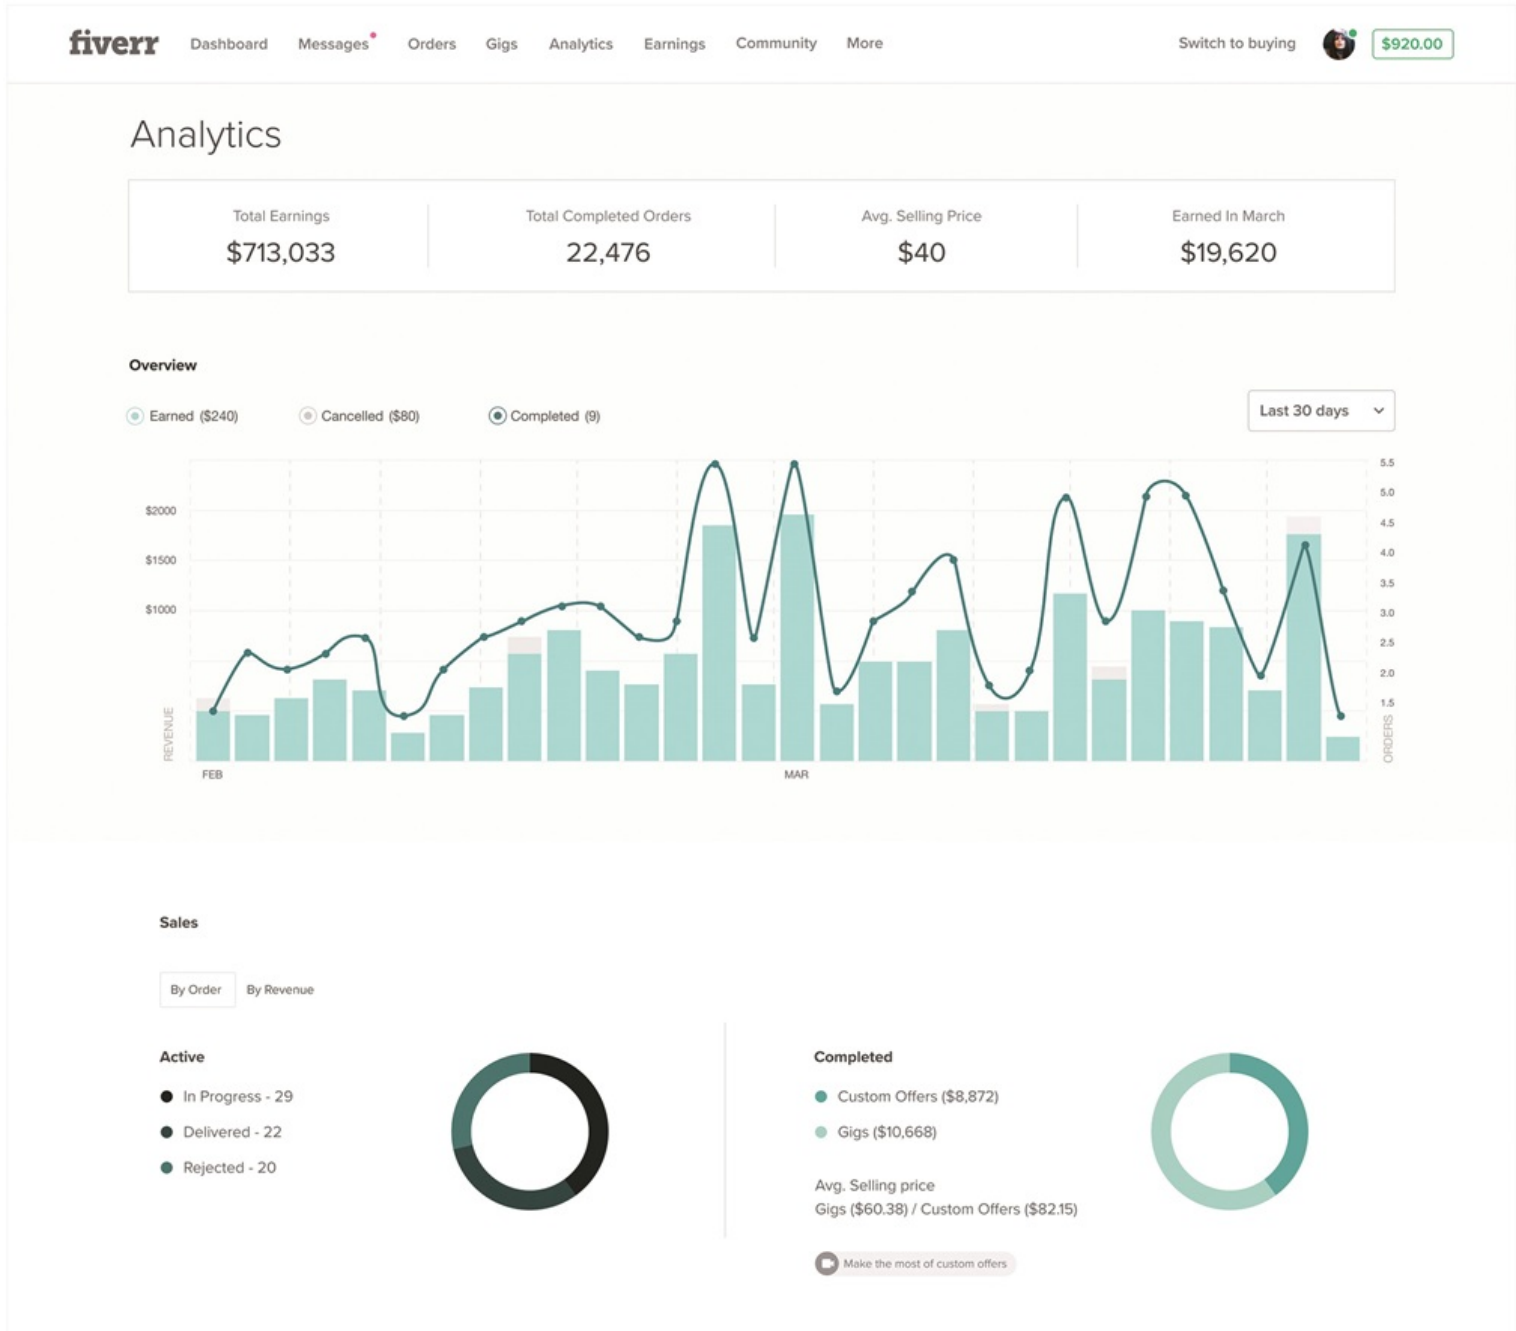 fiverr Dashboard Messages Orders Gigs Analytics Earnings Community More Switch to buying $920.00
Analytics
Total Earnings Total Completed Orders Avg. Selling Price Earned In March
$713,033 22,476 $40 $19,620
Overview
Earned ($240) Cancelled ($80) Completed (9) Last 30 days
5.5
5.0
$2000
4.5
4.0
$1500
3.5
$1000 3.0
2.5
2.0
1.5
REVENUE ORDERS
FEB MAR
Sales
By Order By Revenue
Active
In Progress - 29
Delivered - 22
Rejected - 20
Completed
Custom Offers ($8,872)
Gigs ($10,668)
Avg. Selling price
Gigs ($60.38) / Custom Offers ($82.15)
Make the most of custom offers